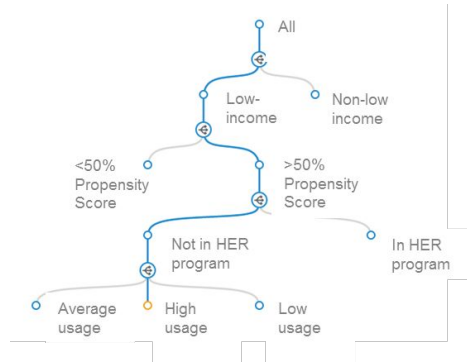 All
Low-
income
Non-low
income
<50%
Propensity
Score
>50%
Propensity
Score
Not in HER
program
In HER
program
Average
usage
High
usage
Low
usage